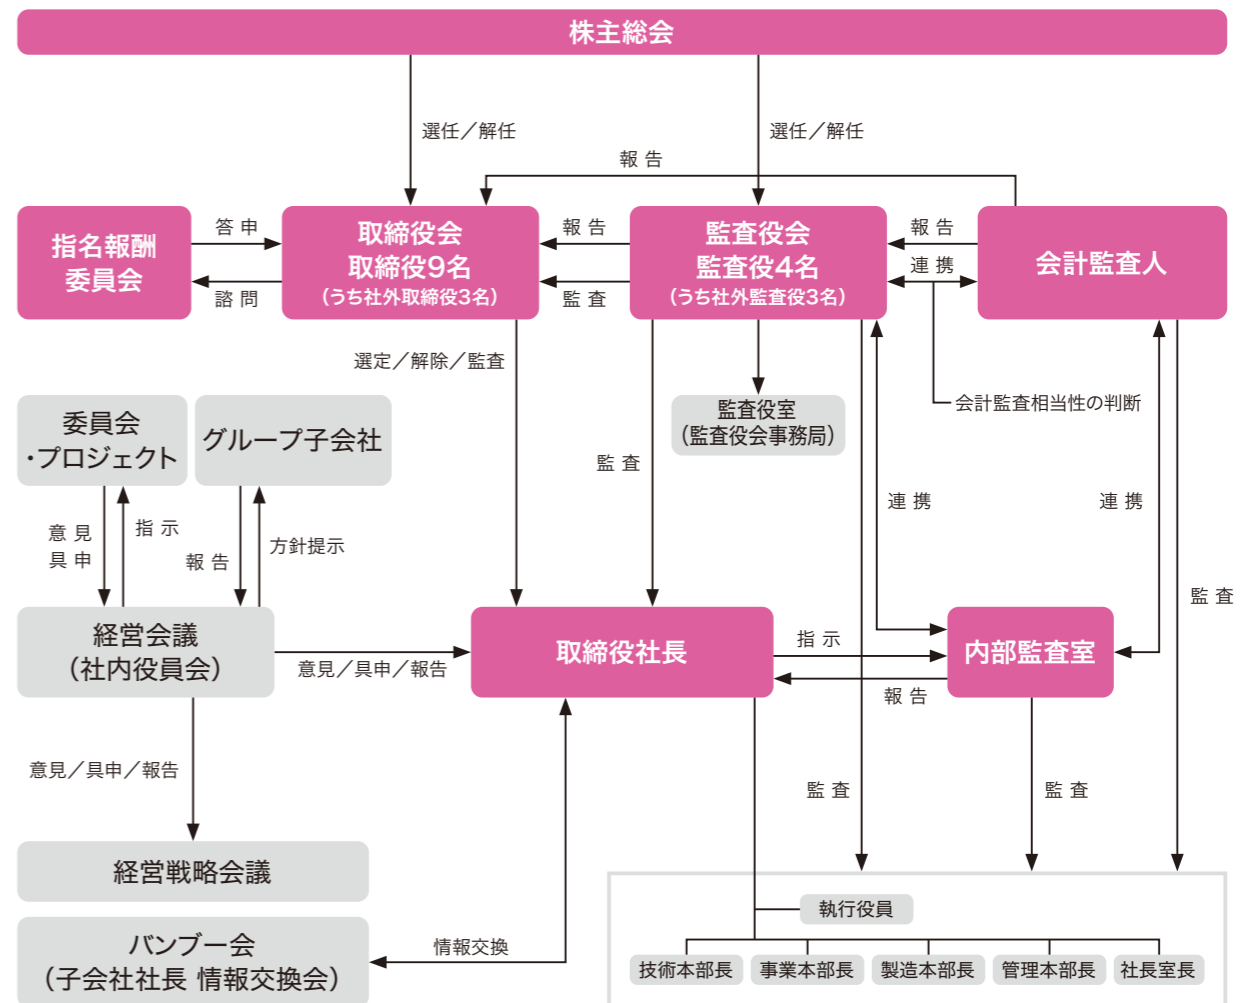 株主総会
選任／解任
選任／解任
報 告
指名報酬
委員会
答 申
諮 問
取締役会
取締役9名
（うち社外取締役3名）
報 告
監 査
監査役会
監査役4名
（うち社外監査役3名）
報 告
連 携
会計監査人
選定／解除／監査
会計監査相当性の判断
監査役室
（監査役会事務局）
委員会
・プロジェクト
グループ子会社
監 査
連 携
連 携
意 見
具 申
指 示
報 告
方針提示
監 査
経営会議
（社内役員会）
意見／具申／報告
取締役社長
指 示
報 告
内部監査室
意見／具申／報告
監 査
監 査
経営戦略会議
執行役員
バンブー会
（子会社社長 情報交換会）
情報交換
技術本部長
事業本部長
製造本部長
管理本部長
社長室長